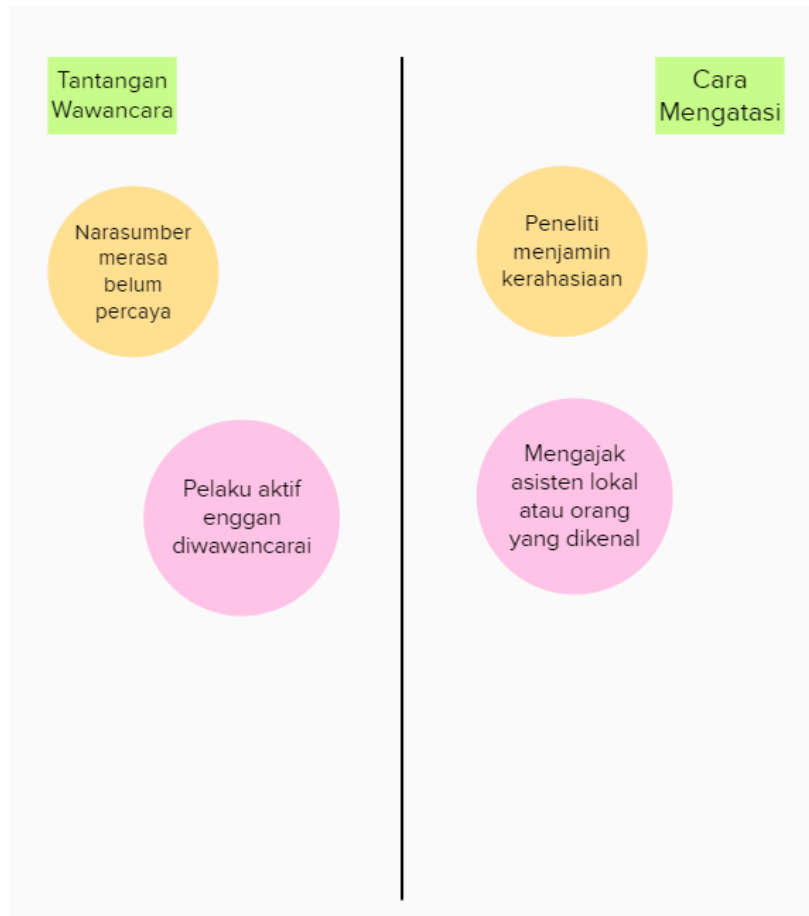 Tantangan
Wawancara
Cara
Mengatasi
Narasumber
merasa
belum
percaya
Peneliti
menjamin
kerahasiaan
Pelaku aktif
enggan
diwawancarai
Mengajak
asisten lokal
atau orang
yang dikenal